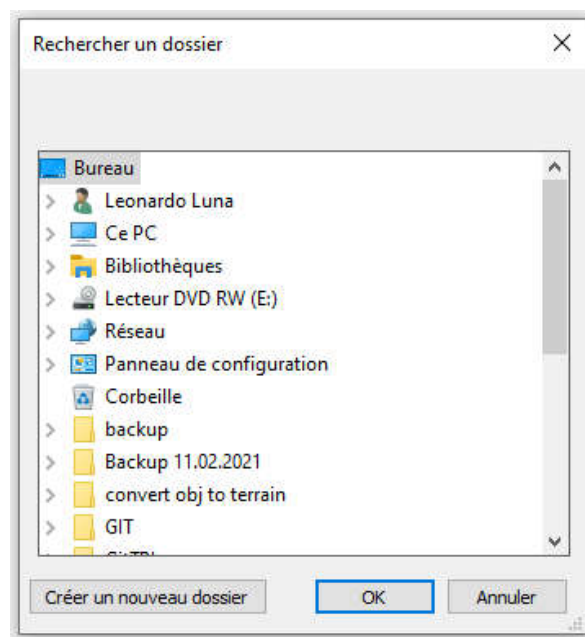 Rechercher un dossier
Bureau
Leonardo Luna
Ce PC
Bibliothèques
Lecteur DVD RW (E:)
Réseau
Panneau de configuration
Corbeille
backup
Backup 11.02.2021
convert obj to terrain
GIT
Créer un nouveau dossier OK Annuler